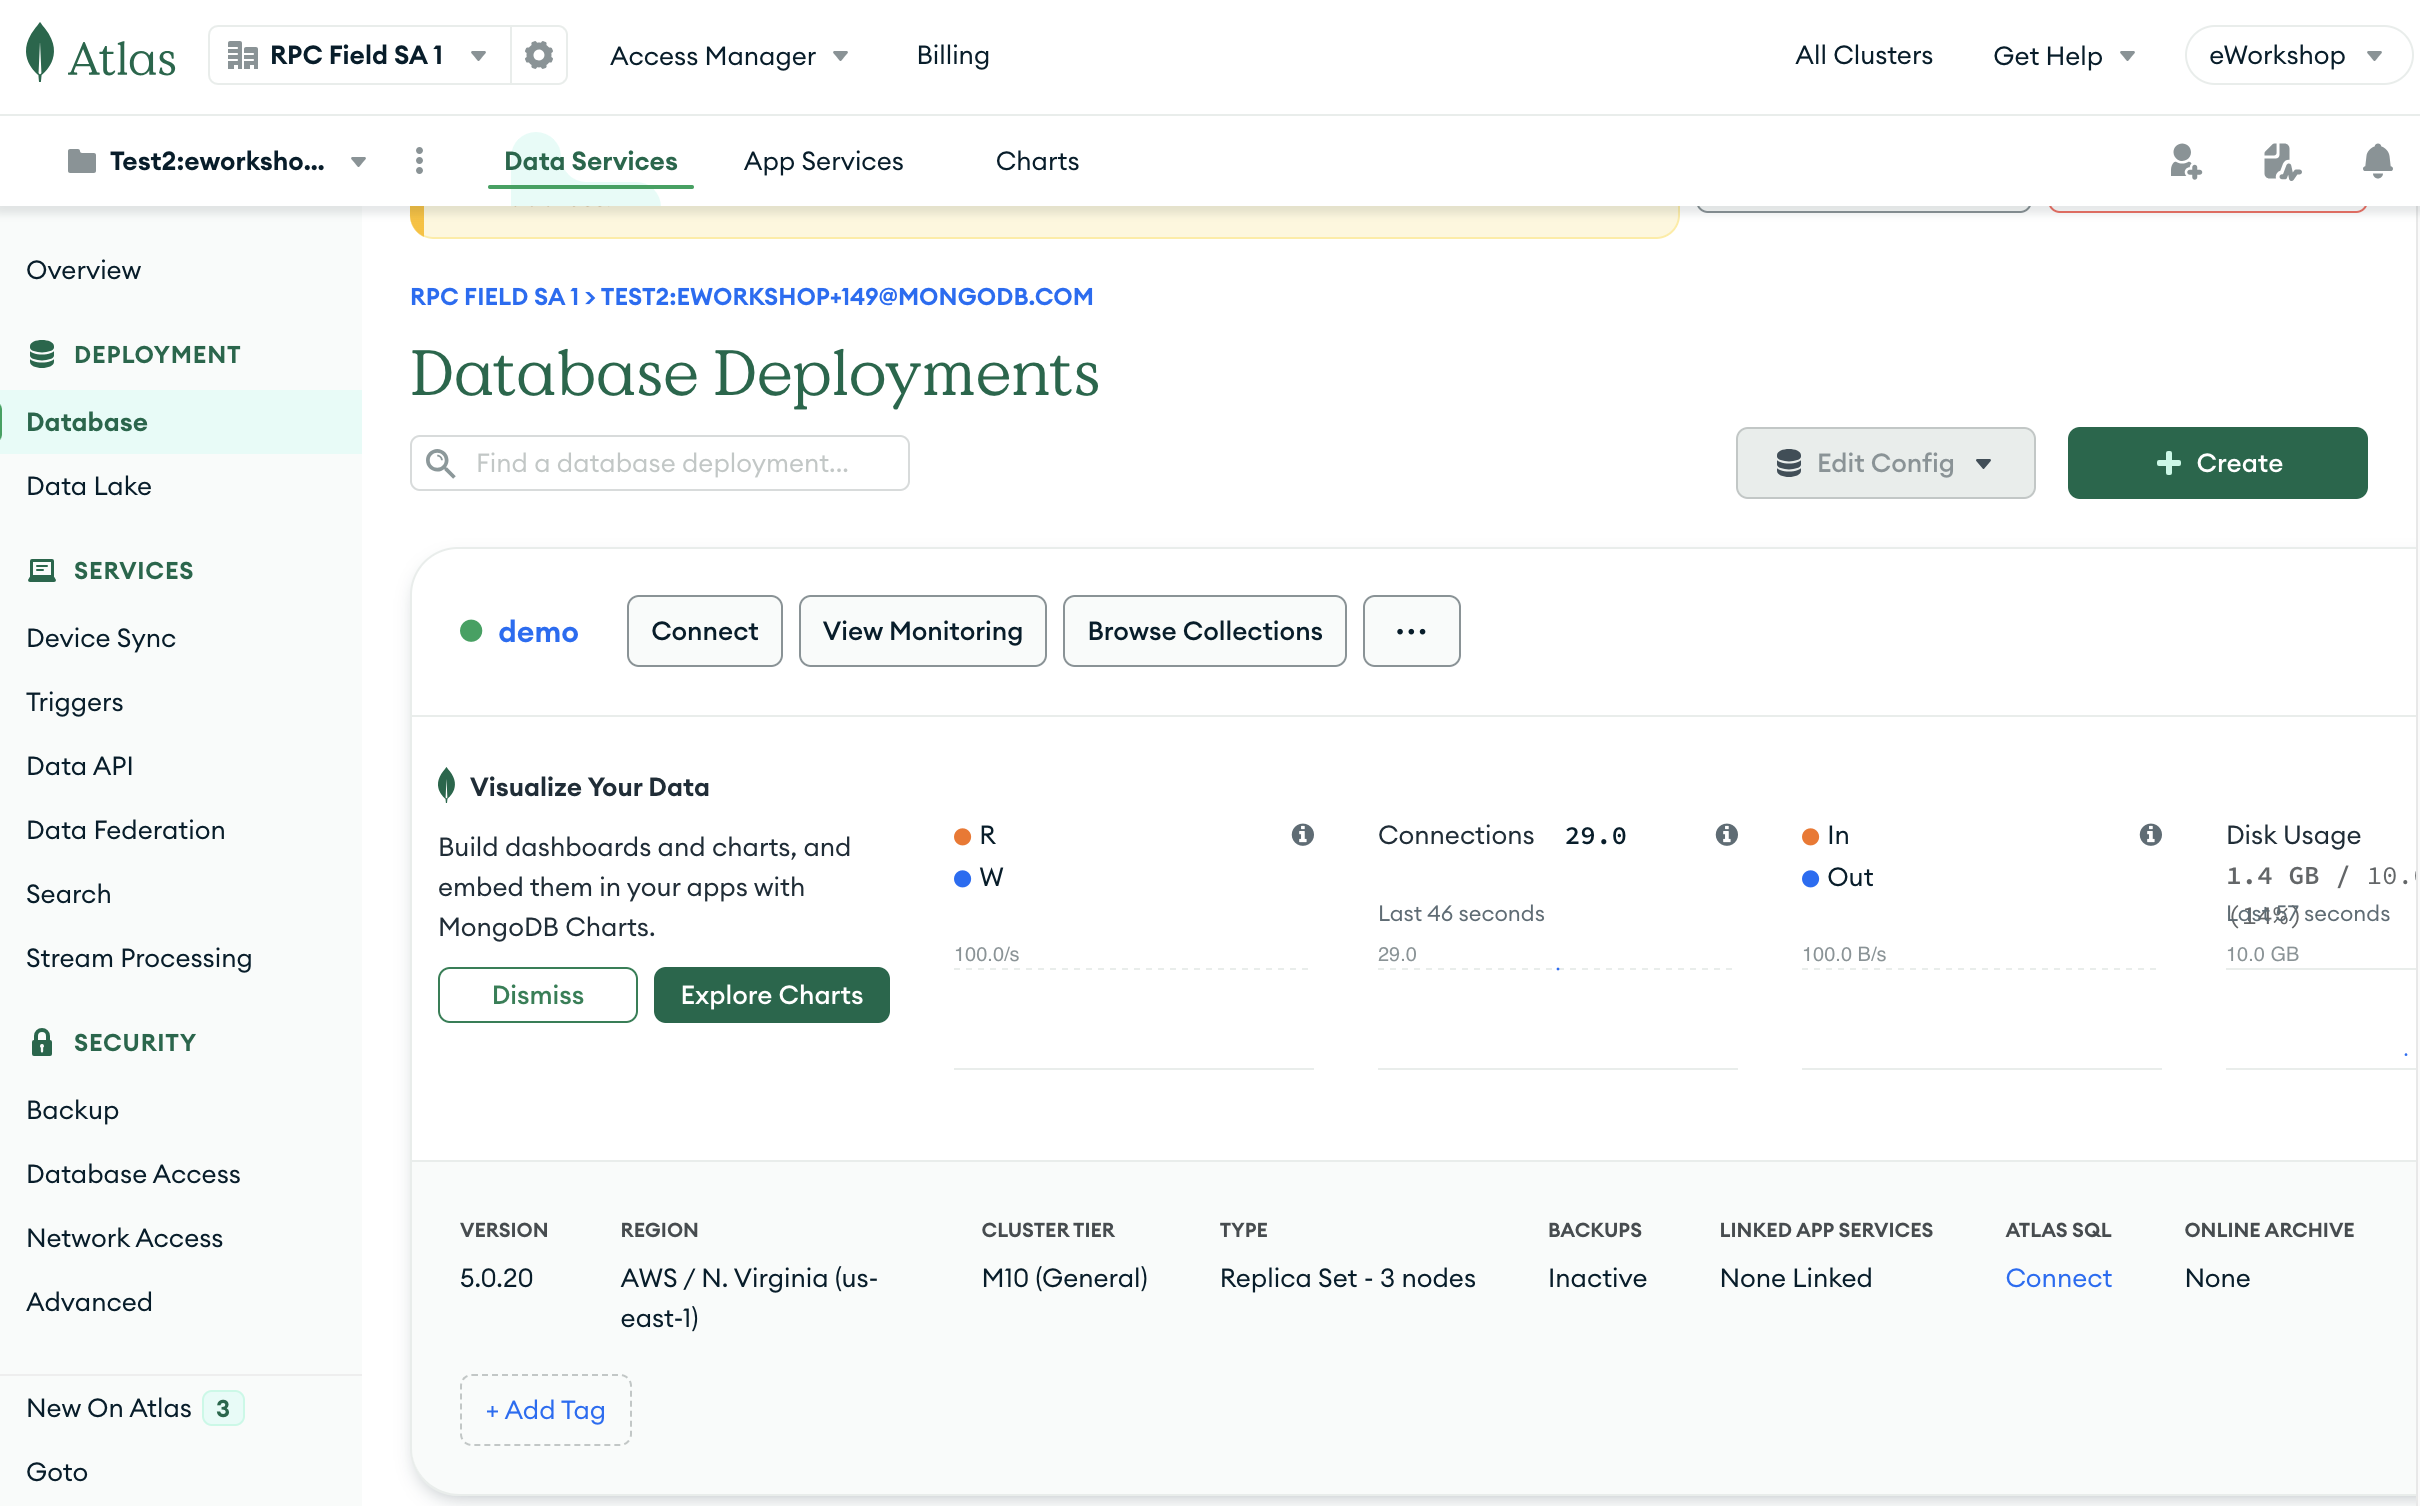 Atlas
RPC Field SA 1
Access Manager
Billing
All Clusters
Get Help
eWorkshop
Test2:eworksho...
Data Services
App Services
Charts
Overview
DEPLOYMENT
Database
Data Lake
SERVICES
Device Sync
Triggers
Data API
Data Federation
Search
Stream Processing
SECURITY
Backup
Database Access
Network Access
Advanced
New On Atlas 3
Goto
RPC FIELD SA 1 > TEST2:EWORKSHOP+149@MONGODB.COM
Database Deployments
Find a database deployment...
Edit Config
+ Create
demo
Connect
View Monitoring
Browse Collections
...
Visualize Your Data
Build dashboards and charts, and
embed them in your apps with
MongoDB Charts.
Dismiss
Explore Charts
R
W
100.0/s
Connections 29.0
Last 46 seconds
29.0
In
Out
100.0 B/s
Disk Usage
1.4 GB / 10.
(14%)
Last 57 seconds
10.0 GB
VERSION
5.0.20
REGION
AWS / N. Virginia (us-
east-1)
CLUSTER TIER
M10 (General)
TYPE
Replica Set - 3 nodes
BACKUPS
Inactive
LINKED APP SERVICES
None Linked
ATLAS SQL
Connect
ONLINE ARCHIVE
None
+ Add Tag